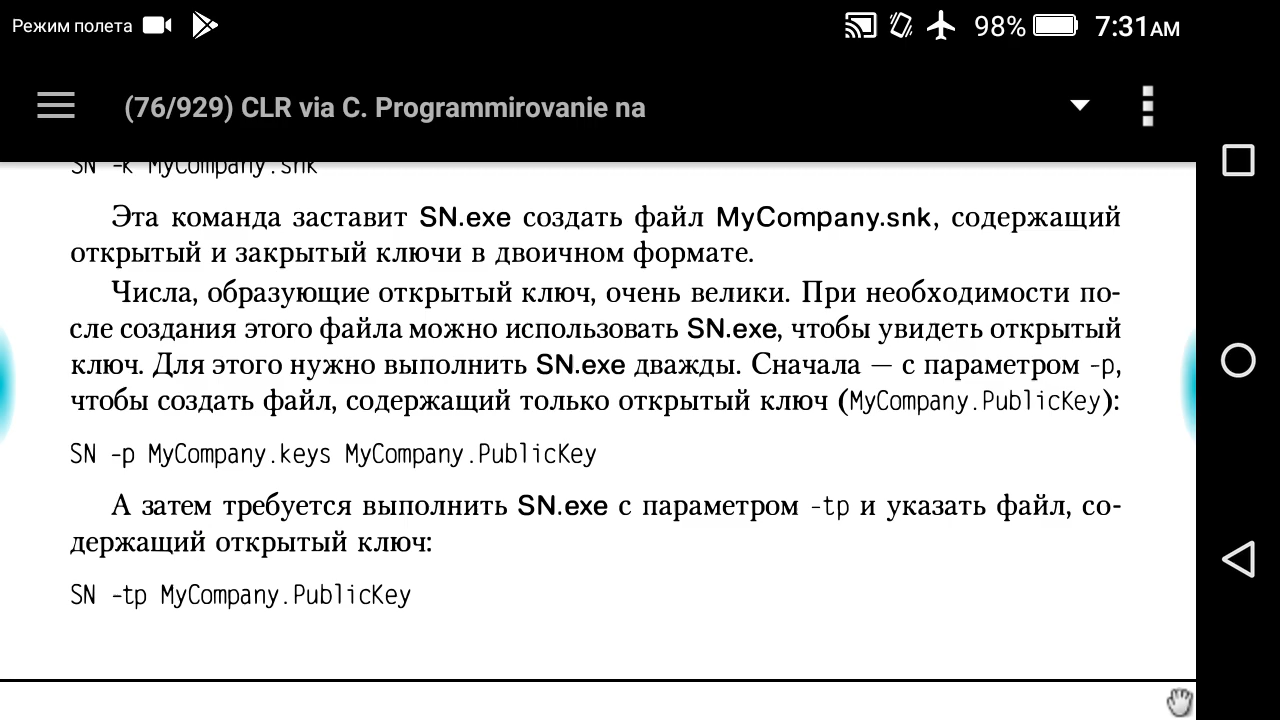 Режим полета 98% 7:31AM
(76/929) CLR via C. Programmirovanie na
SN -k MyCompany.snk
Эта команда заставит SN.exe создать файл MyCompany.snk, содержащий
открытый и закрытый ключи в двоичном формате.
Числа, образующие открытый ключ, очень велики. При необходимости по-
сле создания этого файла можно использовать SN.exe, чтобы увидеть открытый
ключ. Для этого нужно выполнить SN.exe дважды. Сначала — с параметром -p,
чтобы создать файл, содержащий только открытый ключ (MyCompany.PublicKey):
SN -p MyCompany.keys MyCompany.PublicKey
А затем требуется выполнить SN.exe с параметром -tp и указать файл, со-
держащий открытый ключ:
SN -tp MyCompany.PublicKey